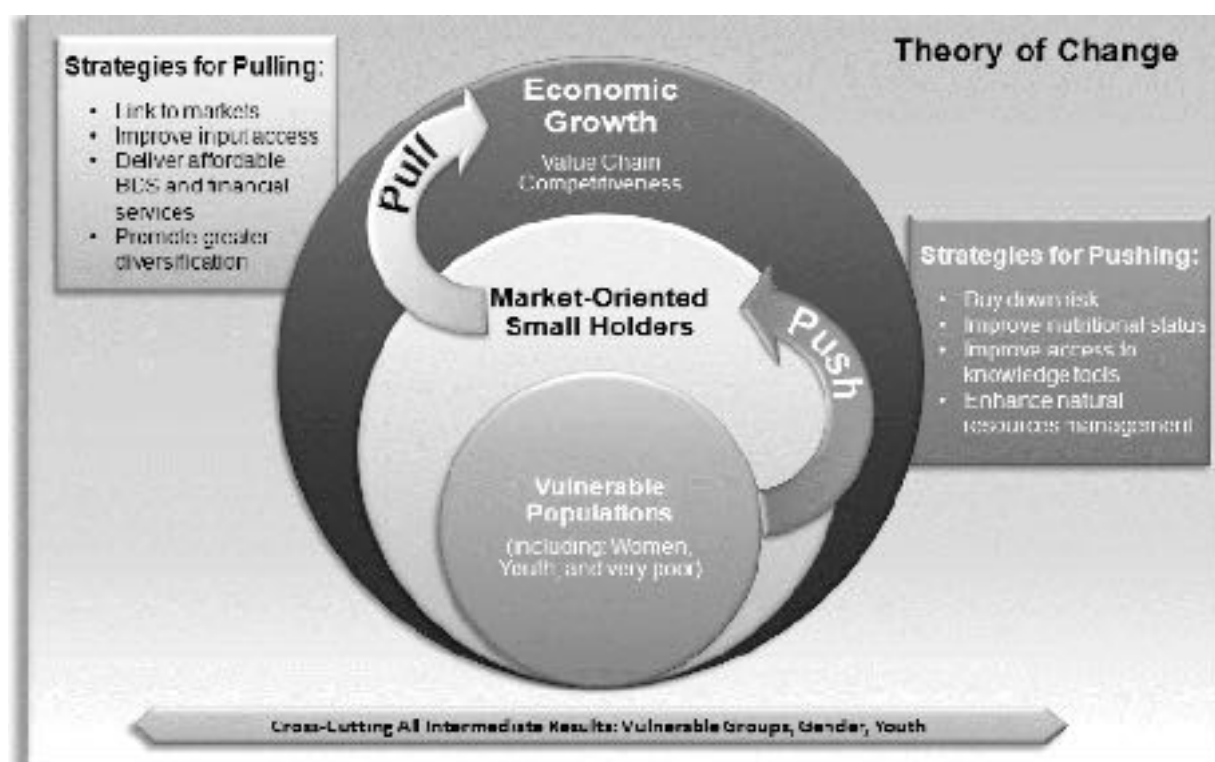 Theory of Change
Strategies for Pulling:
• Link to markets
• Improve input access
• Deliver affordable
BDS and financial
services
• Promote greater
diversification
Economic
Growth
Value Chain
Competitiveness
Pull
Market-Oriented
Small Holders
Push
Vulnerable
Populations
(including: Women,
Youth, and very poor)
Strategies for Pushing:
• Buy down risk
• Improve nutritional status
• Improve access to
knowledge tools
• Enhance natural
resources management
Cross-Cutting All Intermediate Results: Vulnerable Groups, Gender, Youth